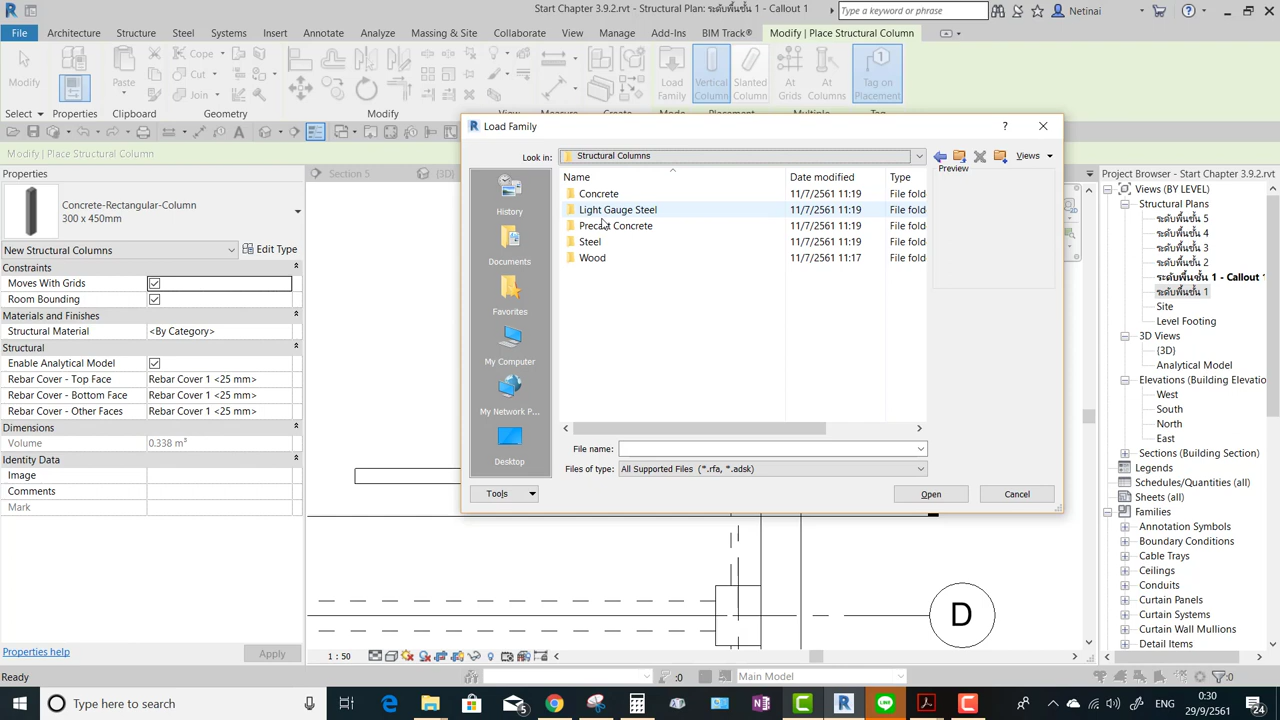 Start Chapter 3.9.2.rvt - Structural Plan: ระดับพื้นชั้น 1 - Callout 1
Type a keyword or phrase
Netinai
File Architecture Structure Steel Systems Insert Annotate Analyze Massing & Site Collaborate View Manage Add-Ins BIM Track® Modify | Place Structural Column
Modify
Paste
Cope
Cut
Join
Load Family
Vertical Column
Slanted Column
At Grids
At Columns
Tag on Placement
Select Properties Geometry Modify Measure Create Mode Multiple Tag
Modify | Place Structural Column
Properties
Concrete-Rectangular-Column
300 x 450mm
New Structural Columns
Edit Type
Constraints
Moves With Grids
Room Bounding
Materials and Finishes
Structural Material <By Category>
Structural
Enable Analytical Model
Rebar Cover - Top Face Rebar Cover 1 <25 mm>
Rebar Cover - Bottom Face Rebar Cover 1 <25 mm>
Rebar Cover - Other Faces Rebar Cover 1 <25 mm>
Dimensions
Volume 0.338 m³
Identity Data
Image
Comments
Mark
Properties help
Apply
Section 5
{3D}
Load Family
Look in: Structural Columns
Views
Preview
Name Date modified Type
Concrete 11/7/2561 11:19 File fold
Light Gauge Steel 11/7/2561 11:19 File fold
Precast Concrete 11/7/2561 11:19 File fold
Steel 11/7/2561 11:19 File fold
Wood 11/7/2561 11:17 File fold
History
Documents
Favorites
My Computer
My Network P...
Desktop
File name:
Files of type: All Supported Files (*.rfa, *.adsk)
Tools
Open
Cancel
D
Project Browser - Start Chapter 3.9.2.rvt
Views (BY LEVEL)
Structural Plans
ระดับพื้นชั้น 5
ระดับพื้นชั้น 4
ระดับพื้นชั้น 3
ระดับพื้นชั้น 2
ระดับพื้นชั้น 1 - Callout 1
ระดับพื้นชั้น 1
Site
Level Footing
3D Views
{3D}
Analytical Model
Elevations (Building Elevatio
West
South
North
East
Sections (Building Section)
Legends
Schedules/Quantities (all)
Sheets (all)
Families
Annotation Symbols
Boundary Conditions
Cable Trays
Ceilings
Conduits
Curtain Panels
Curtain Systems
Curtain Wall Mullions
Detail Items
1 : 50
Ready
:0
Main Model
:0
Type here to search
5
0:30
29/9/2561